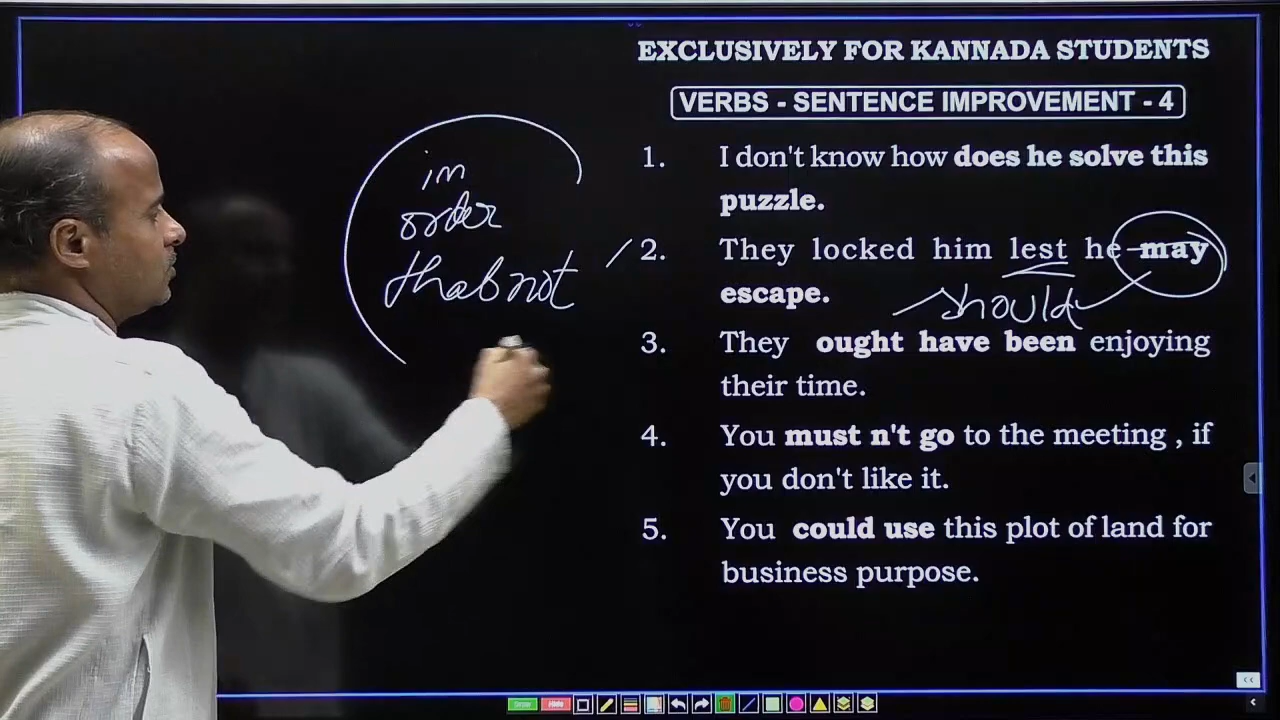 EXCLUSIVELY FOR KANNADA STUDENTS
VERBS - SENTENCE IMPROVEMENT - 4
in
order
that not
1. I don't know how does he solve this
puzzle.
2. They locked him lest he may
escape.
should
3. They ought have been enjoying
their time.
4. You must n't go to the meeting , if
you don't like it.
5. You could use this plot of land for
business purpose.